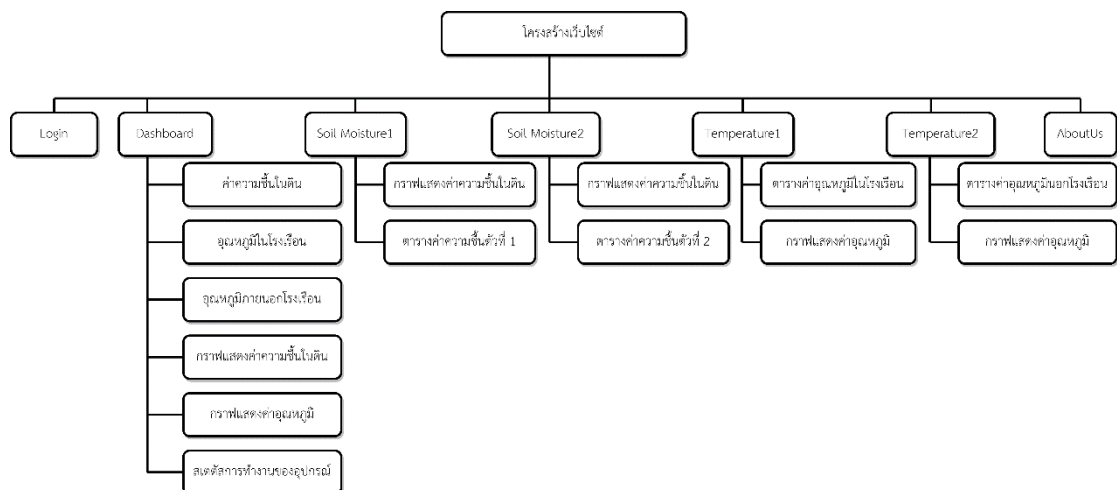 โครงสร้างเว็บไซต์
Login
Dashboard
Soil Moisture1
Soil Moisture2
Temperature1
Temperature2
AboutUs
ค่าความชื้นในดิน
กราฟแสดงค่าความชื้นในดิน
กราฟแสดงค่าความชื้นในดิน
ตารางค่าอุณหภูมิในโรงเรือน
ตารางค่าอุณหภูมินอกโรงเรือน
อุณหภูมิในโรงเรือน
ตารางค่าความชื้นตัวที่ 1
ตารางค่าความชื้นตัวที่ 2
กราฟแสดงค่าอุณหภูมิ
กราฟแสดงค่าอุณหภูมิ
อุณหภูมิภายนอกโรงเรือน
กราฟแสดงค่าความชื้นในดิน
กราฟแสดงค่าอุณหภูมิ
สเตตัสการทำงานของอุปกรณ์